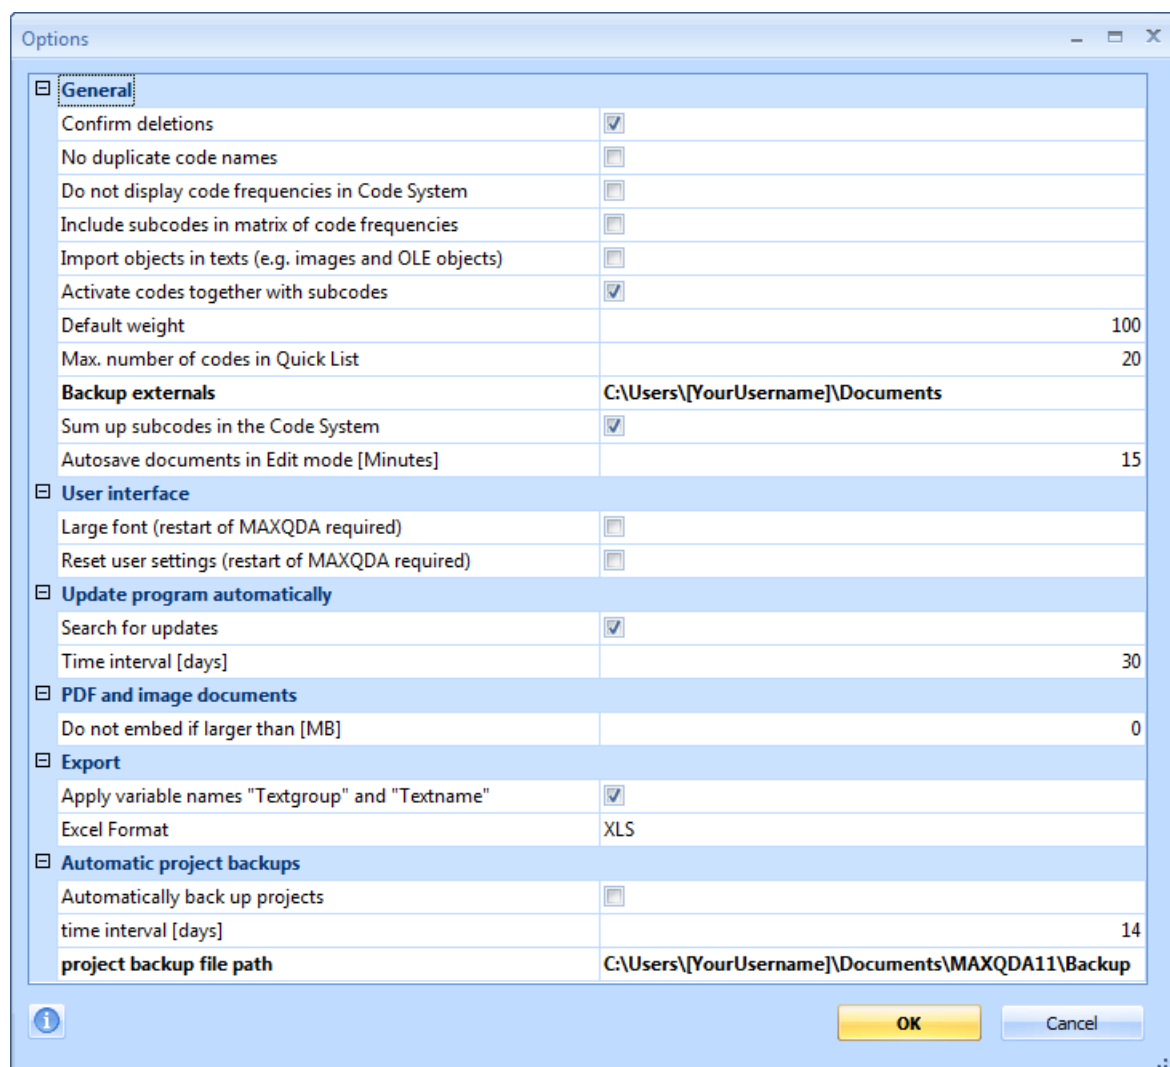 Options
General
Confirm deletions
No duplicate code names
Do not display code frequencies in Code System
Include subcodes in matrix of code frequencies
Import objects in texts (e.g. images and OLE objects)
Activate codes together with subcodes
Default weight 100
Max. number of codes in Quick List 20
Backup externals C:\Users\[YourUsername]\Documents
Sum up subcodes in the Code System
Autosave documents in Edit mode [Minutes] 15
User interface
Large font (restart of MAXQDA required)
Reset user settings (restart of MAXQDA required)
Update program automatically
Search for updates
Time interval [days] 30
PDF and image documents
Do not embed if larger than [MB] 0
Export
Apply variable names "Textgroup" and "Textname"
Excel Format XLS
Automatic project backups
Automatically back up projects
time interval [days] 14
project backup file path C:\Users\[YourUsername]\Documents\MAXQDA11\Backup
OK Cancel